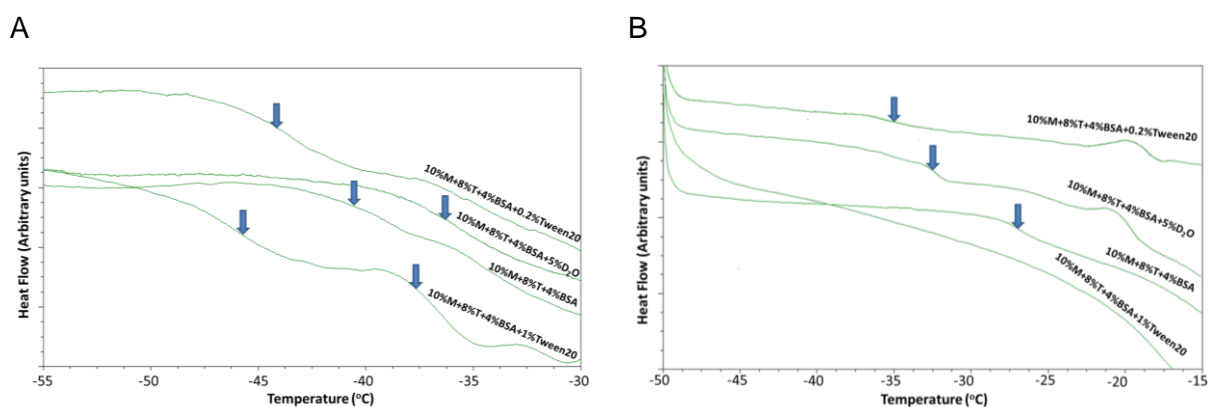 A
B
Heat Flow (Arbitrary units)
10%M+8%T+4%BSA+0.2%Tween20
10%M+8%T+4%BSA+5%D₂O
10%M+8%T+4%BSA
10%M+8%T+4%BSA+1%Tween20
-55 -50 -45 -40 -35 -30
Temperature (°C)
Heat Flow (Arbitrary units)
10%M+8%T+4%BSA+0.2%Tween20
10%M+8%T+4%BSA+5%D₂O
10%M+8%T+4%BSA
10%M+8%T+4%BSA+1%Tween20
-50 -45 -40 -35 -30 -25 -20 -15
Temperature (°C)